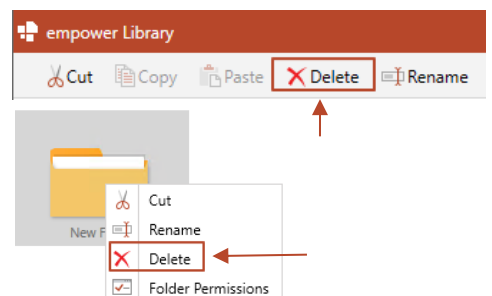 empower Library
Cut Copy Paste Delete Rename
New F
Cut
Rename
Delete
Folder Permissions